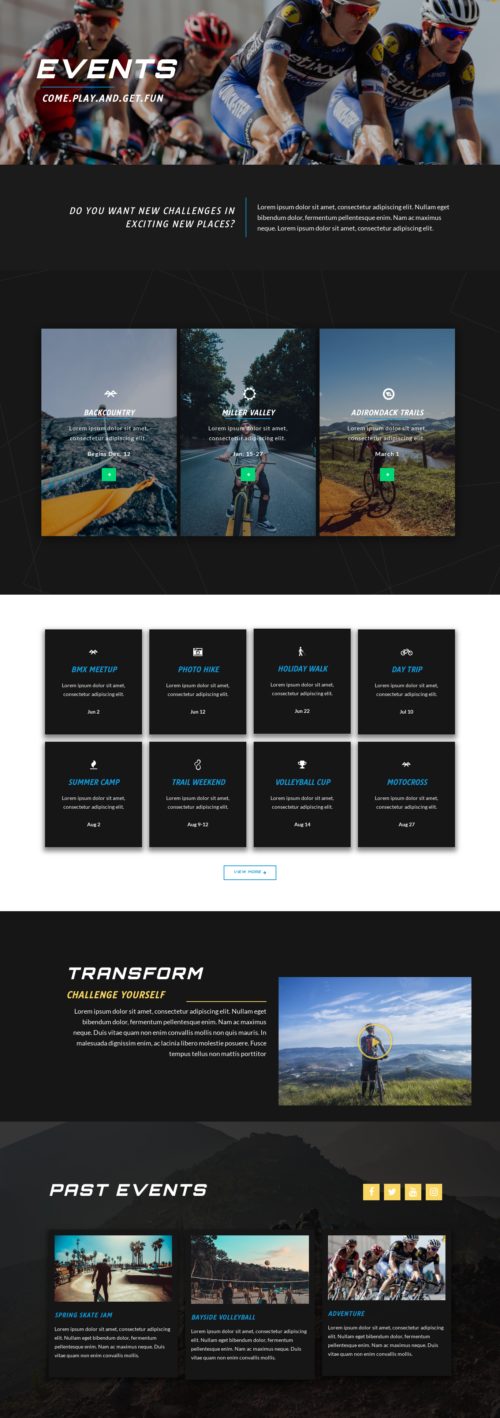 EVENTS
COME.PLAY.AND.GET.FUN
DO YOU WANT NEW CHALLENGES IN
EXCITING NEW PLACES?
Lorem ipsum dolor sit amet, consectetur adipiscing elit. Nullam eget
bibendum dolor, fermentum pellentesque enim. Nam ac maximus
neque. Lorem ipsum dolor sit amet, consectetur adipiscing elit.
BACKCOUNTRY
Lorem ipsum dolor sit amet,
consectetur adipiscing elit.
Begins Dec. 12
MILLER VALLEY
Lorem ipsum dolor sit amet,
consectetur adipiscing elit.
Jan. 15-27
ADIRONDACK TRAILS
Lorem ipsum dolor sit amet,
consectetur adipiscing elit.
March 1
BMX MEETUP
Lorem ipsum dolor sit amet,
consectetur adipiscing elit.
Jun 2
PHOTO HIKE
Lorem ipsum dolor sit amet,
consectetur adipiscing elit.
Jun 12
HOLIDAY WALK
Lorem ipsum dolor sit amet,
consectetur adipiscing elit.
Jun 22
DAY TRIP
Lorem ipsum dolor sit amet,
consectetur adipiscing elit.
Jul 10
SUMMER CAMP
Lorem ipsum dolor sit amet,
consectetur adipiscing elit.
Aug 2
TRAIL WEEKEND
Lorem ipsum dolor sit amet,
consectetur adipiscing elit.
Aug 9-12
VOLLEYBALL CUP
Lorem ipsum dolor sit amet,
consectetur adipiscing elit.
Aug 14
MOTOCROSS
Lorem ipsum dolor sit amet,
consectetur adipiscing elit.
Aug 27
VIEW MORE
TRANSFORM
CHALLENGE YOURSELF
Lorem ipsum dolor sit amet, consectetur adipiscing elit. Nullam eget
bibendum dolor, fermentum pellentesque enim. Nam ac maximus
neque. Duis vitae quam enim convallis mollis non quis mauris. In
malesuada dignissim enim, ac lacinia libero molestie posuere. Fusce
tempus tellus non mattis porttitor
PAST EVENTS
SPRING SKATE JAM
Lorem ipsum dolor sit amet, consectetur adipiscing
elit. Nullam eget bibendum dolor, fermentum
pellentesque enim. Nam ac maximus neque. Duis
vitae quam enim convallis mollis.
BAYSIDE VOLLEYBALL
Lorem ipsum dolor sit amet, consectetur adipiscing
elit. Nullam eget bibendum dolor, fermentum
pellentesque enim. Nam ac maximus neque. Duis
vitae quam enim convallis mollis.
ADVENTURE
Lorem ipsum dolor sit amet, consectetur adipiscing
elit. Nullam eget bibendum dolor, fermentum
pellentesque enim. Nam ac maximus neque. Duis
vitae quam enim convallis mollis.